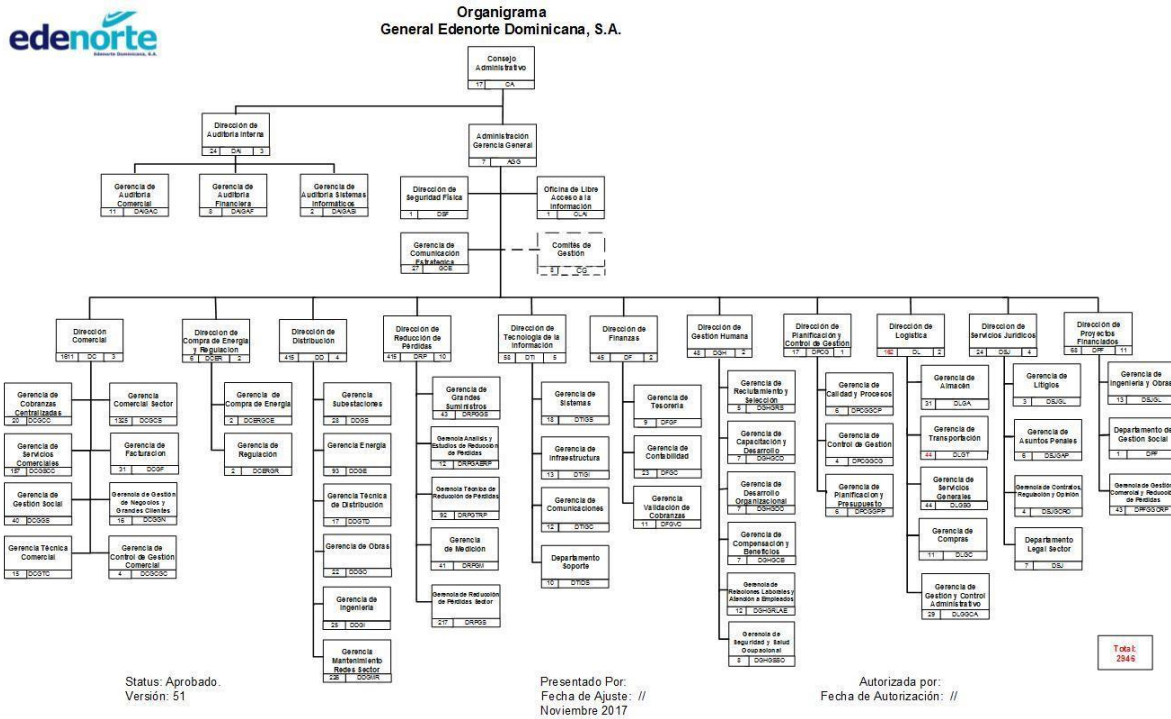 edenorte
Edenorte Dominicana, S.A.
Organigrama
General Edenorte Dominicana, S.A.
Consejo
Administrativo
17 CA
Dirección de
Auditoria Interna
24 DAI 3
Administración
Gerencia General
7 AGG
Gerencia de
Auditoria
Comercial
11 DAIGAC
Gerencia de
Auditoria
Financiera
8 DAIGAF
Gerencia de
Auditoria Sistemas
Informáticos
2 DAIGASI
Dirección de
Seguridad Física
1 DSF
Oficina de Libre
Acceso a la
Información
1 OLAI
Gerencia de
Comunicación
Estratégica
27 GCE
Comités de
Gestión
8 CG
Dirección
Comercial
1611 DC 3
Dirección de
Compra de Energía
y Regulacion
6 DCER 2
Dirección de
Distribución
415 DD 4
Dirección de
Reducción de
Pérdidas
415 DRP 10
Dirección de
Tecnología de la
Información
58 DTI 5
Dirección de
Finanzas
45 DF 2
Dirección de
Gestión Humana
48 DGH 2
Dirección de
Planificación y
Control de Gestión
17 DPCG 1
Dirección de
Logistica
162 DL 2
Dirección de
Servicios Jurídicos
24 DSJ 4
Dirección de
Proyectos
Financiados
68 DPF 11
Gerencia de
Cobranzas
Centralizadas
20 DCGCC
Gerencia
Comercial Sector
1325 DCGCS
Gerencia de
Servicios
Comerciales
157 DCGSCC
Gerencia de
Facturacion
31 DCGF
Gerencia de
Gestión Social
40 DCGGS
Gerencia de Gestión
de Negocios y
Grandes Clientes
16 DCGGN
Gerencia Técnica
Comercial
15 DCGTC
Gerencia de
Control de Gestión
Comercial
4 DCGCGC
Gerencia de
Compra de Energía
2 DCERGCE
Gerencia de
Regulación
2 DCERGR
Gerencia
Subestaciones
23 DDGS
Gerencia Energía
93 DDGE
Gerencia Técnica
de Distribución
17 DDGTD
Gerencia de Obras
22 DDGO
Gerencia de
Ingeniería
28 DDGI
Gerencia
Mantenimiento
Redes Sector
228 DDGMR
Gerencia de
Grandes
Suministros
43 DRPGGS
Gerencia Analisis y
Estudios de Reducción
de Pérdidas
12 DRPGAERP
Gerencia Técnica de
Reducción de Pérdidas
92 DRPGTRP
Gerencia
de Medición
41 DRPGM
Gerencia de Reducción
de Pérdidas Sector
217 DRPGS
Gerencia de
Sistemas
18 DTIGS
Gerencia de
Infraestructura
13 DTIGI
Gerencia de
Comunicaciones
12 DTIGC
Departamento
Soporte
10 DTIDS
Gerencia de
Tesorería
9 DFGF
Gerencia de
Contabilidad
23 DFGC
Gerencia
Validación de
Cobranzas
11 DFGVC
Gerencia de
Reclutamiento y
Selección
5 DGHGRS
Gerencia de
Capacitación y
Desarrollo
7 DGHGCD
Gerencia de
Desarrollo
Organizacional
7 DGHGDO
Gerencia de
Compensación y
Beneficios
7 DGHGCB
Gerencia de
Relaciones Laborales y
Atención a Empleados
12 DGHGRLAE
Gerencia de
Seguridad y Salud
Ocupacional
8 DGHGSSO
Gerencia de
Calidad y Procesos
6 DPCGGCP
Gerencia de
Control de Gestión
4 DPCGGCG
Gerencia de
Planificacion y
Presupuesto
6 DPCGGPP
Gerencia de
Almacén
31 DLGA
Gerencia de
Transportación
44 DLGT
Gerencia de
Servicios
Generales
44 DLGSG
Gerencia de
Compras
11 DLGC
Gerencia de
Gestión y Control
Administrativo
29 DLGGCA
Gerencia de
Litigios
3 DSJGL
Gerencia de
Asuntos Penales
6 DSJGAP
Gerencia de Contratos,
Regulación y Opinión
4 DSJGCRO
Departamento
Legal Sector
7 DSJ
Gerencia de
Ingeniería y Obras
13 DSJGL
Departamento de
Gestión Social
1 DPF
Gerencia de Gestión
Comercial y Reducción
de Pérdidas
43 DPFGGCRP
Total:
2946
Status: Aprobado.
Versión: 51
Presentado Por:
Fecha de Ajuste: //
Noviembre 2017
Autorizada por:
Fecha de Autorización: //